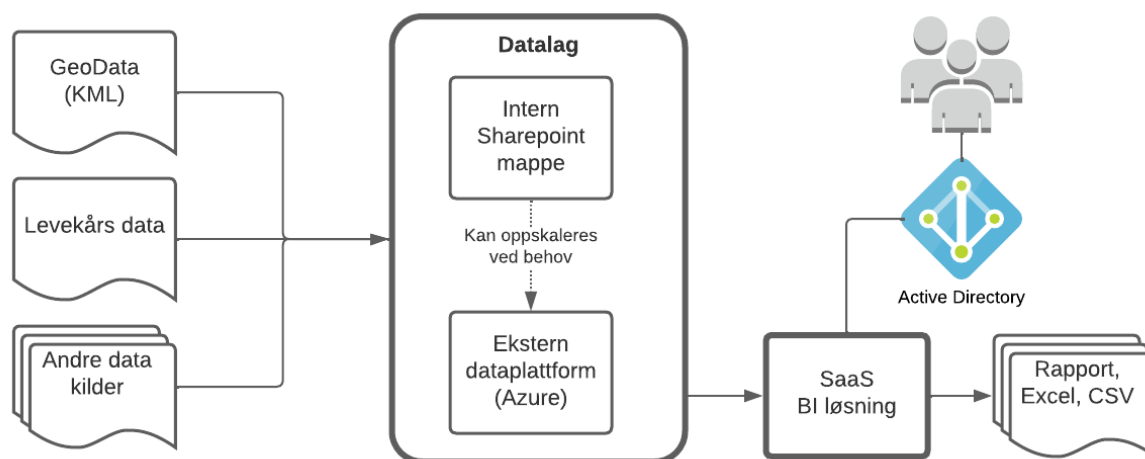 GeoData
(KML)
Levekårs data
Andre data
kilder
Datalag
Intern
Sharepoint
mappe
Kan oppskaleres
ved behov
Ekstern
dataplattform
(Azure)
SaaS
BI løsning
Active Directory
Rapport,
Excel, CSV